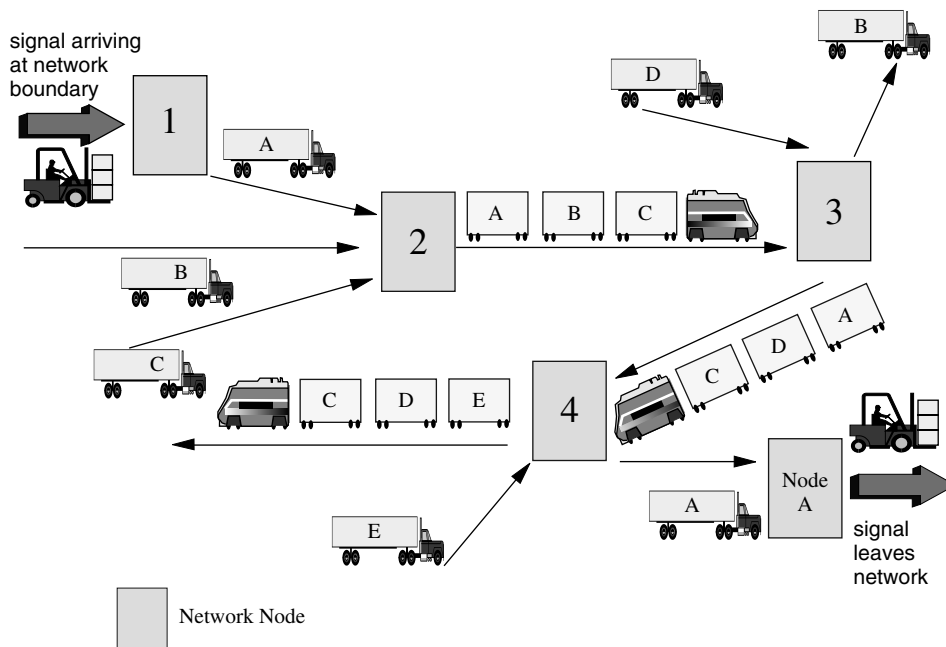 signal arriving
at network
boundary
1
A
D
B
2
A
B
C
3
B
C
C
D
E
4
C
D
A
E
A
Node
A
signal
leaves
network
Network Node